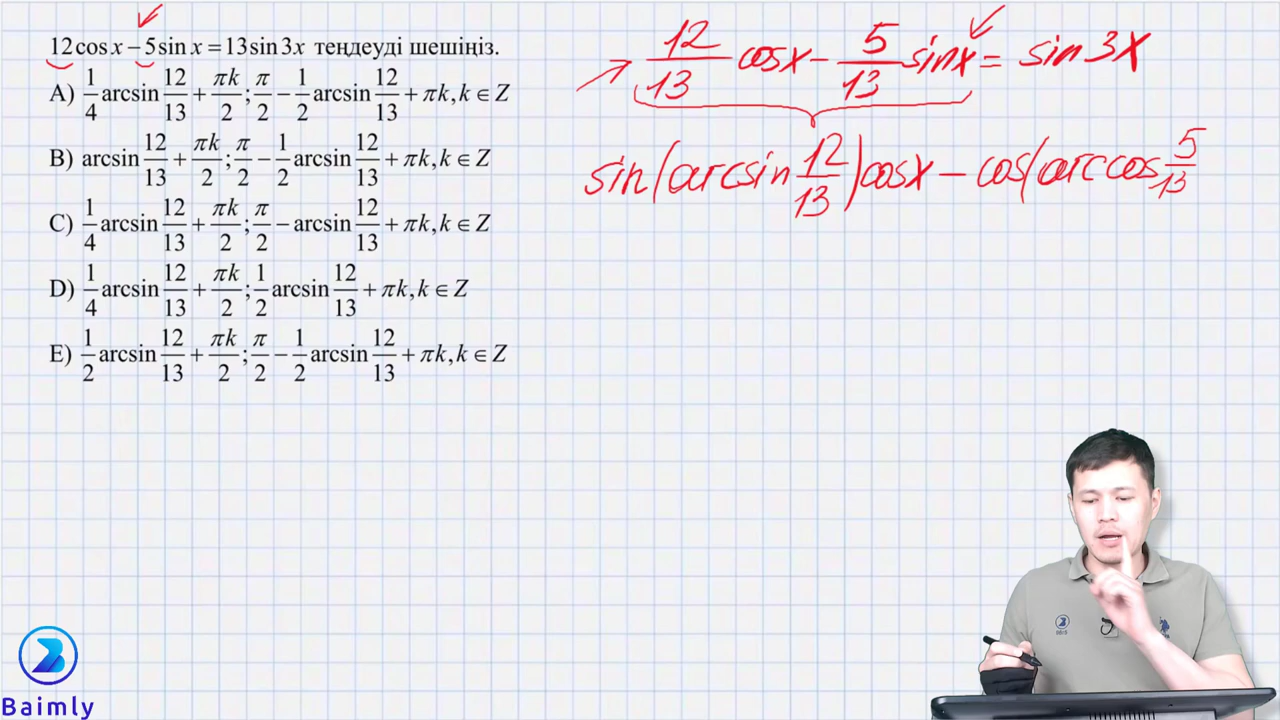 12cos x − 5sin x = 13sin 3x теңдеуді шешіңіз.
A) 1/4 arcsin 12/13 + πk/2; π/2 − 1/2 arcsin 12/13 + πk, k ∈ Z
B) arcsin 12/13 + πk/2; π/2 − 1/2 arcsin 12/13 + πk, k ∈ Z
C) 1/4 arcsin 12/13 + πk/2; π/2 − arcsin 12/13 + πk, k ∈ Z
D) 1/4 arcsin 12/13 + πk/2; 1/2 arcsin 12/13 + πk, k ∈ Z
E) 1/2 arcsin 12/13 + πk/2; π/2 − 1/2 arcsin 12/13 + πk, k ∈ Z
12/13 cosx − 5/13 sinx = sin3x
sin(arcsin 12/13)cosx − cos(arccos 5/13
Baimly